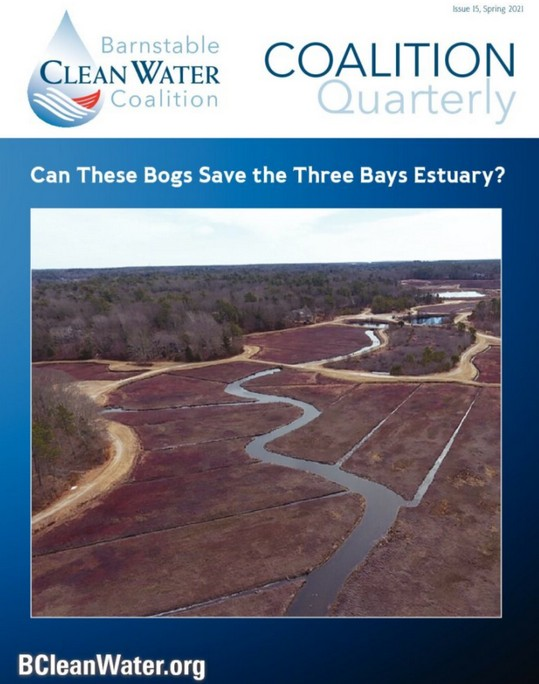 Issue 15, Spring 2021
Barnstable
CLEAN WATER
Coalition
COALITION
Quarterly
Can These Bogs Save the Three Bays Estuary?
BCleanWater.org